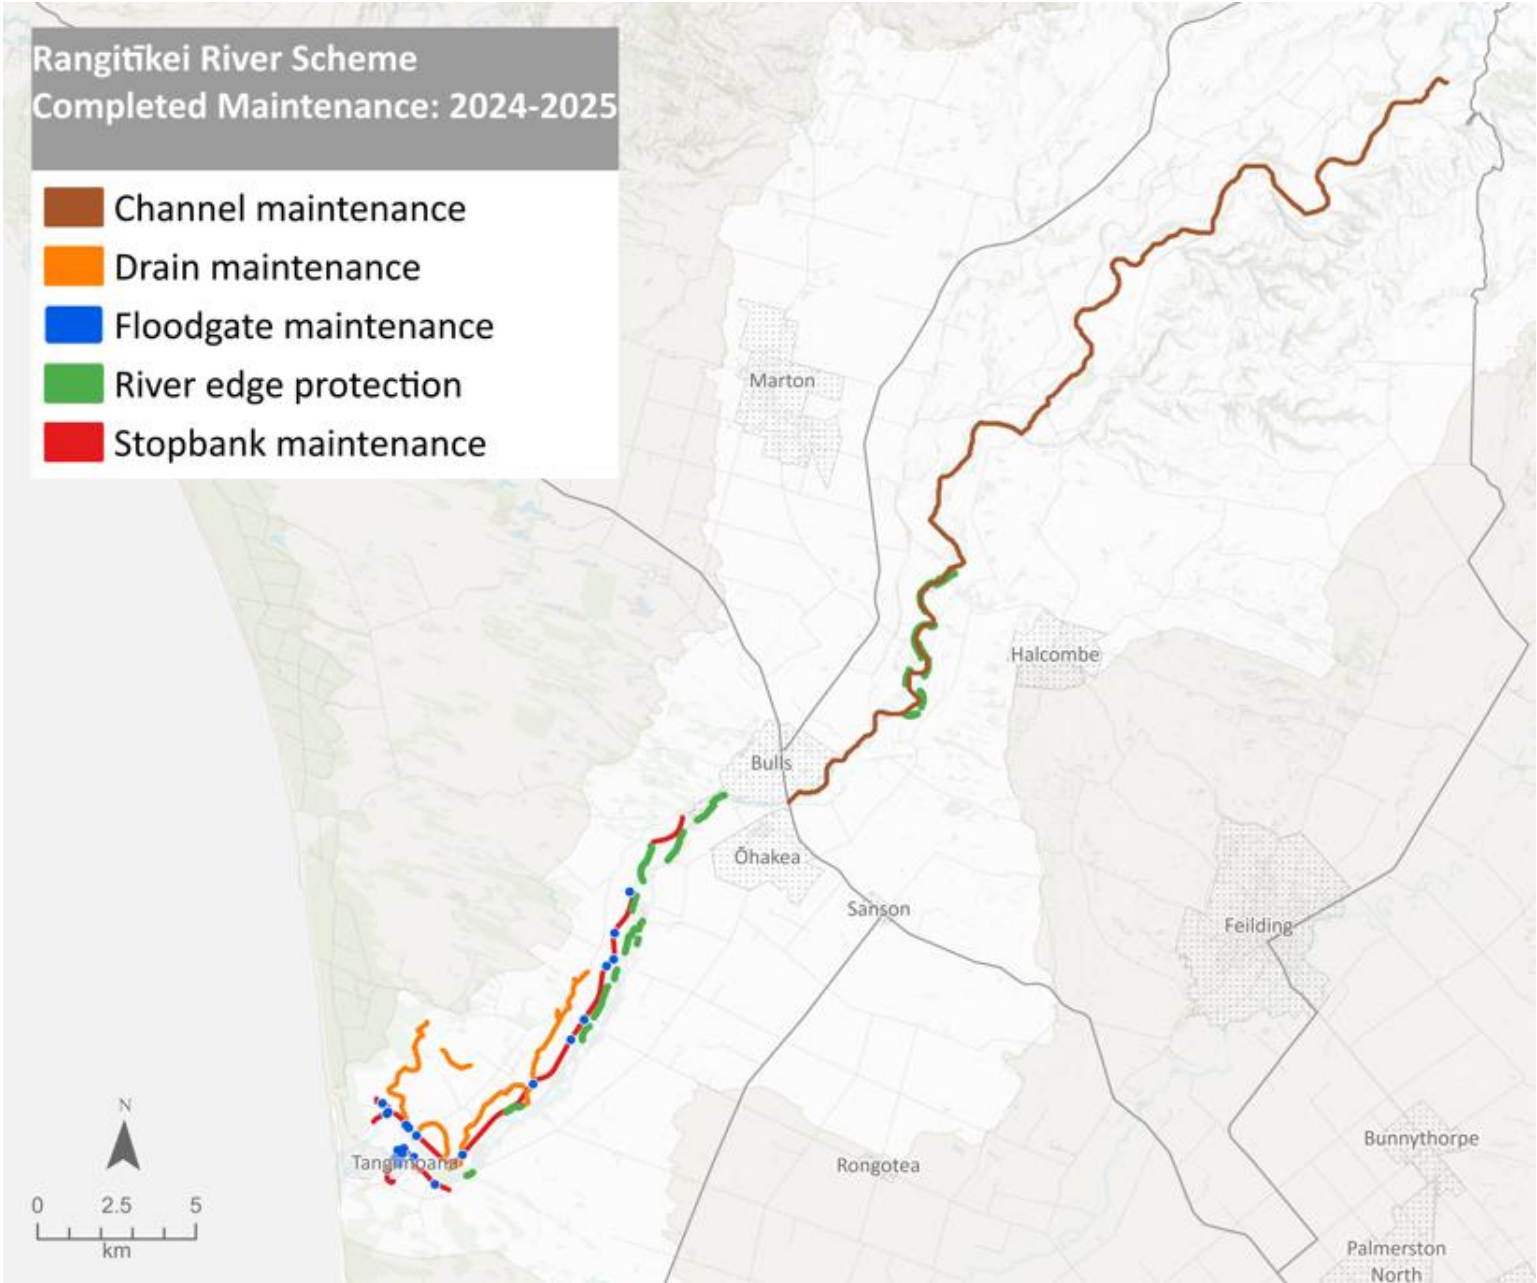 Rangitīkei River Scheme
Completed Maintenance: 2024-2025
Channel maintenance
Drain maintenance
Floodgate maintenance
River edge protection
Stopbank maintenance
Marton
Halcombe
Bulls
Ōhakea
Sanson
Feilding
Tangimoana
Rongotea
Bunnythorpe
Palmerston
North
N
0 2.5 5
km